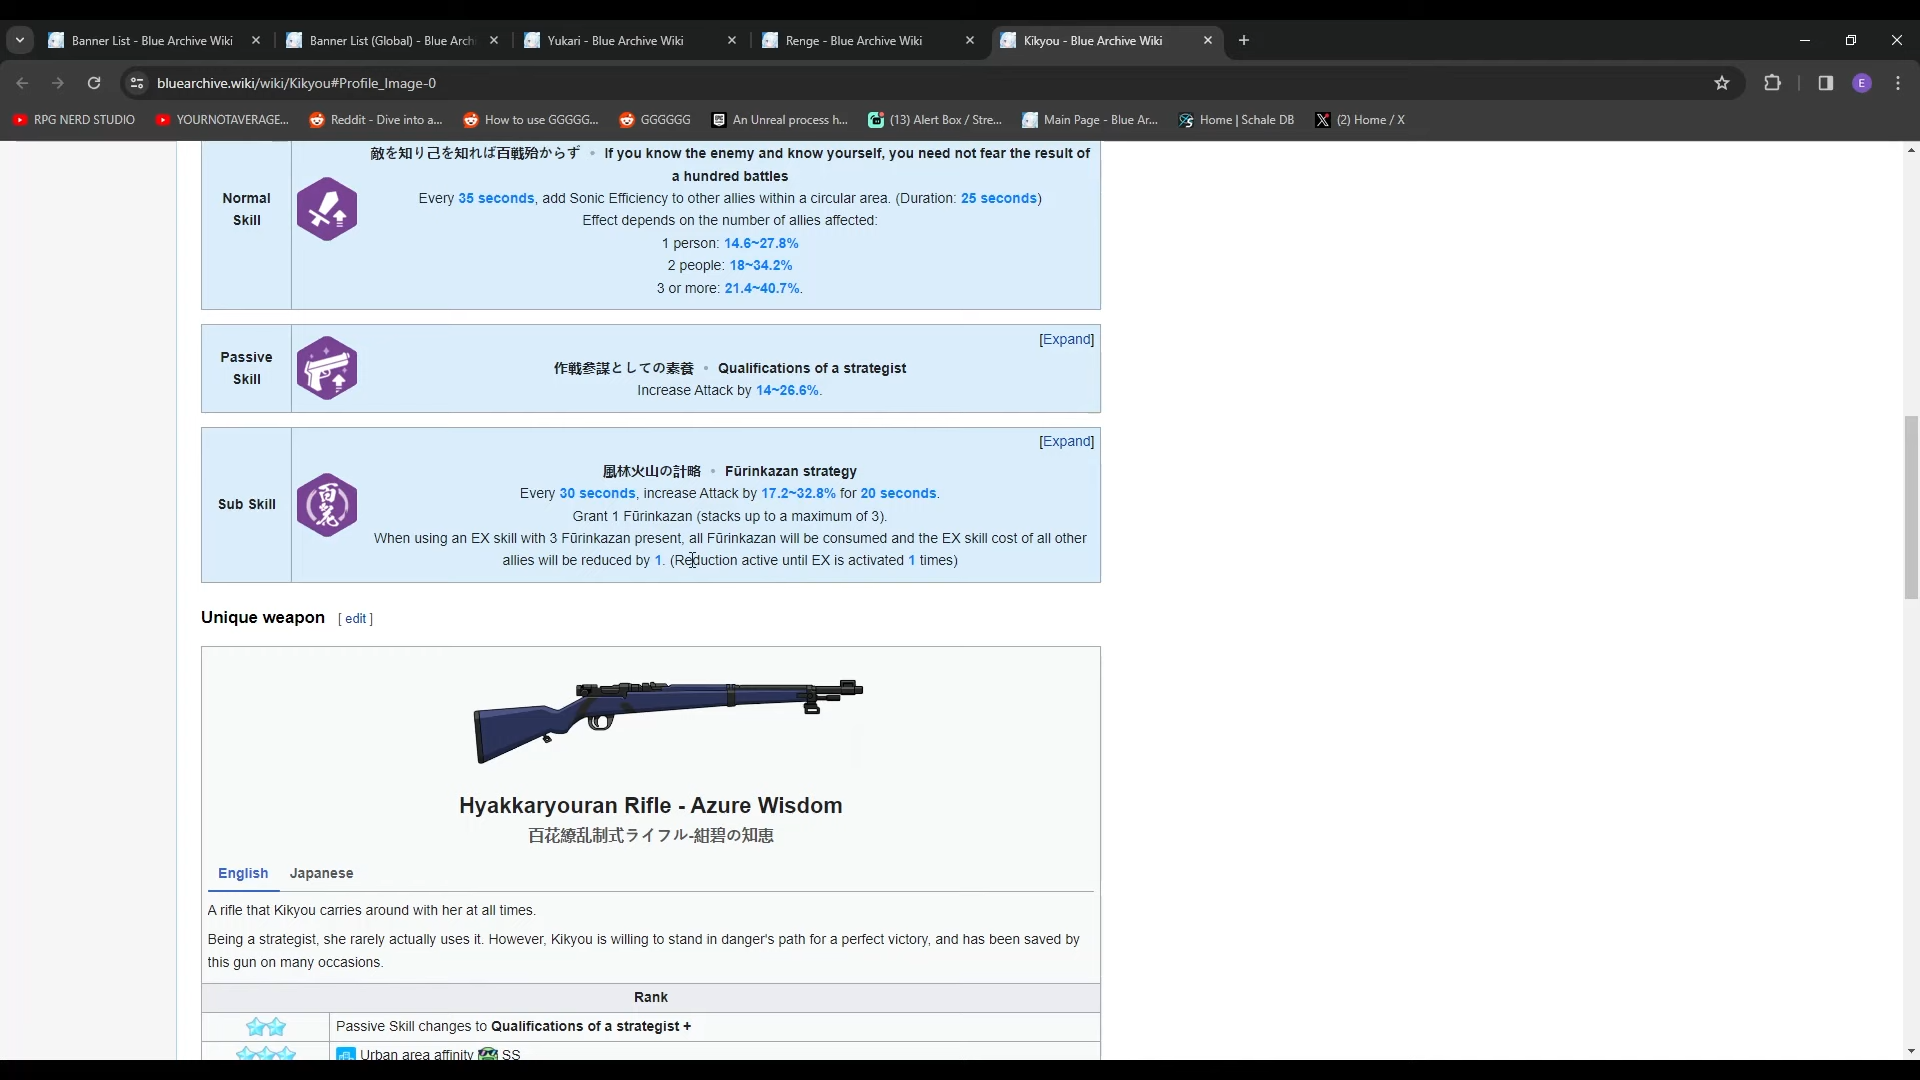 Banner List - Blue Archive Wiki
Banner List (Global) - Blue Arch
Yukari - Blue Archive Wiki
Renge - Blue Archive Wiki
Kikyou - Blue Archive Wiki
bluearchive.wiki/wiki/Kikyou#Profile_Image-0
E
RPG NERD STUDIO
YOURNOTAVERAGE...
Reddit - Dive into a...
How to use GGGGG...
GGGGGG
An Unreal process h...
(13) Alert Box / Stre...
Main Page - Blue Ar...
Home | Schale DB
(2) Home / X
Normal
Skill
敵を知り己を知れば百戦殆からず • If you know the enemy and know yourself, you need not fear the result of
a hundred battles
Every 35 seconds, add Sonic Efficiency to other allies within a circular area. (Duration: 25 seconds)
Effect depends on the number of allies affected:
1 person: 14.6~27.8%
2 people: 18~34.2%
3 or more: 21.4~40.7%.
Passive
Skill
[Expand]
作戦参謀としての素養 • Qualifications of a strategist
Increase Attack by 14~26.6%.
Sub Skill
百花
[Expand]
風林火山の計略 • Fūrinkazan strategy
Every 30 seconds, increase Attack by 17.2~32.8% for 20 seconds.
Grant 1 Fūrinkazan (stacks up to a maximum of 3).
When using an EX skill with 3 Fūrinkazan present, all Fūrinkazan will be consumed and the EX skill cost of all other
allies will be reduced by 1. (Reduction active until EX is activated 1 times)
Unique weapon [ edit ]
Hyakkaryouran Rifle - Azure Wisdom
百花繚乱制式ライフル-紺碧の知恵
English Japanese
A rifle that Kikyou carries around with her at all times.
Being a strategist, she rarely actually uses it. However, Kikyou is willing to stand in danger's path for a perfect victory, and has been saved by
this gun on many occasions.
Rank
Passive Skill changes to Qualifications of a strategist +
Urban area affinity SS